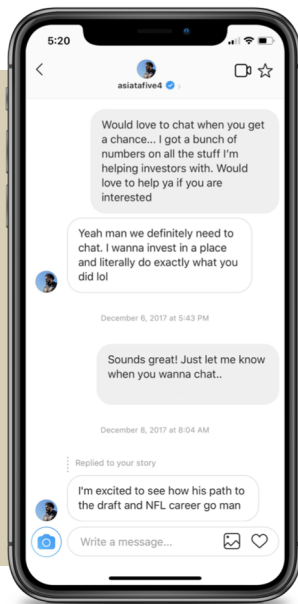 5:20
asiatafive4
Would love to chat when you get
a chance... I got a bunch of
numbers on all the stuff I'm
helping investors with. Would
love to help ya if you are
interested
Yeah man we definitely need to
chat. I wanna invest in a place
and literally do exactly what you
did lol
December 6, 2017 at 5:43 PM
Sounds great! Just let me know
when you wanna chat..
December 8, 2017 at 8:04 AM
Replied to your story
I'm excited to see how his path to
the draft and NFL career go man
Write a message...